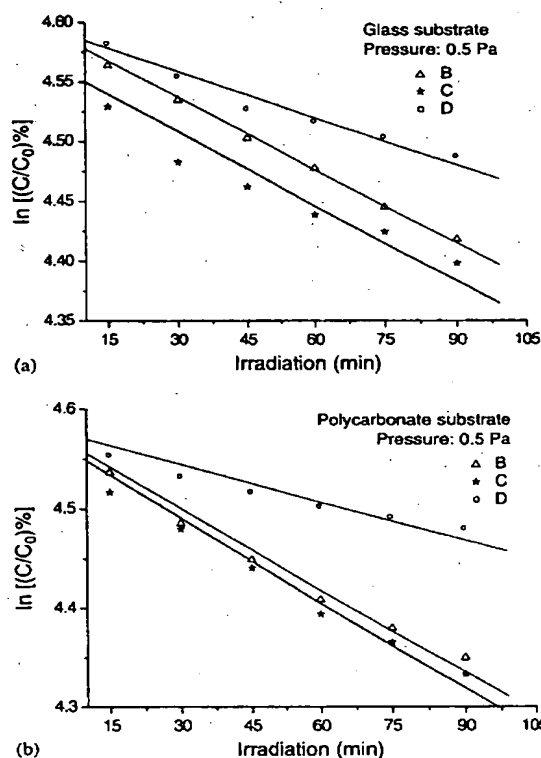 Glass substrate
Pressure: 0.5 Pa
B
C
D
ln [(C/C₀)%]
4.60
4.55
4.50
4.45
4.40
4.35
15 30 45 60 75 90 105
(a)
Irradiation (min)
Polycarbonate substrate
Pressure: 0.5 Pa
B
C
D
ln [(C/C₀)%]
4.6
4.5
4.4
4.3
15 30 45 60 75 90 105
(b)
Irradiation (min)